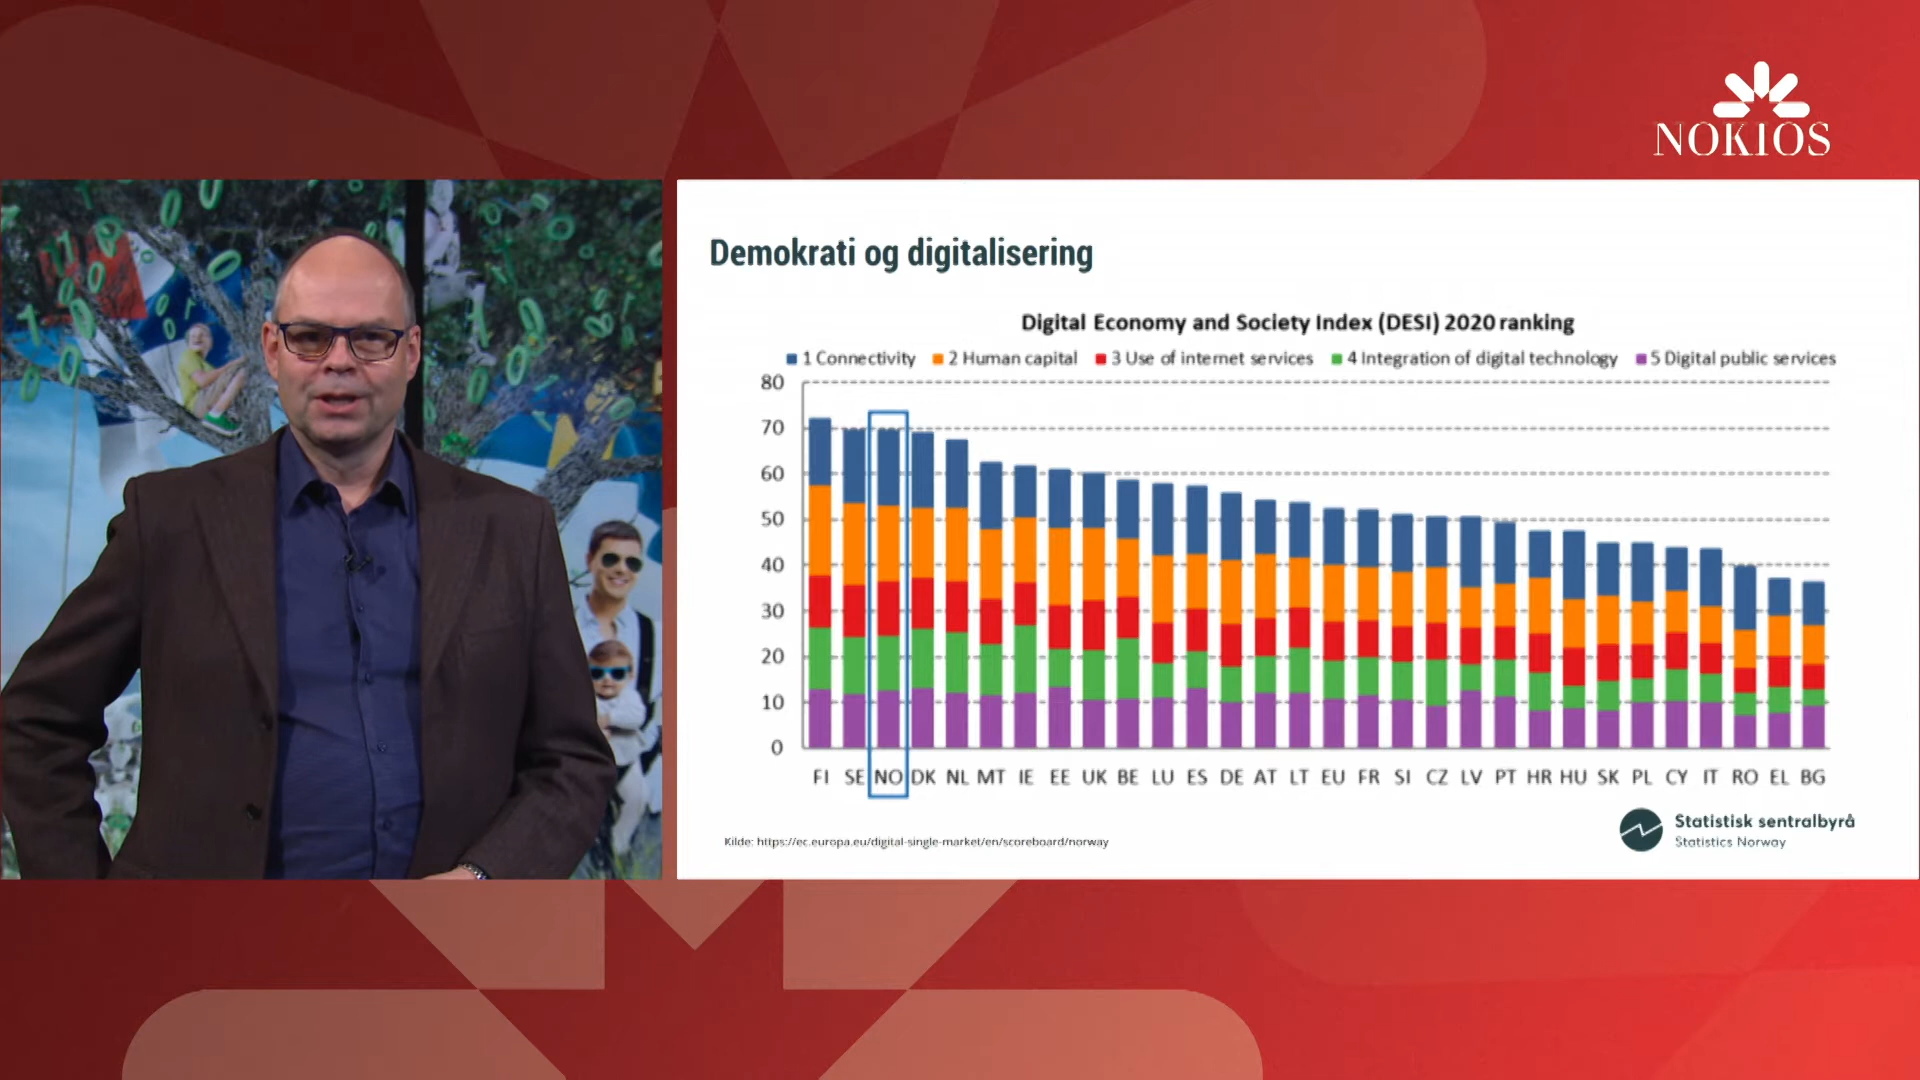 NOKIOS
Demokrati og digitalisering
Digital Economy and Society Index (DESI) 2020 ranking
1 Connectivity 2 Human capital 3 Use of internet services 4 Integration of digital technology 5 Digital public services
80
70
60
50
40
30
20
10
0
FI SE NO DK NL MT IE EE UK BE LU ES DE AT LT EU FR SI CZ LV PT HR HU SK PL CY IT RO EL BG
Statistisk sentralbyrå
Statistics Norway
Kilde: https://ec.europa.eu/digital-single-market/en/scoreboard/norway